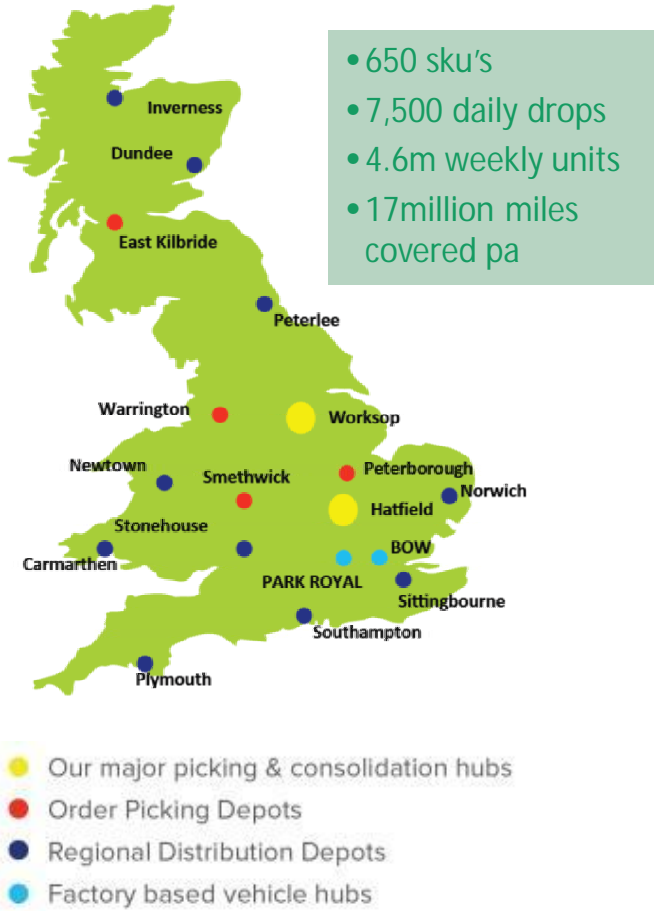 • 650 sku's
• 7,500 daily drops
• 4.6m weekly units
• 17million miles
covered pa
Inverness
Dundee
East Kilbride
Peterlee
Warrington
Worksop
Newtown
Smethwick
Peterborough
Norwich
Hatfield
Stonehouse
BOW
Carmarthen
PARK ROYAL
Sittingbourne
Southampton
Plymouth
Our major picking & consolidation hubs
Order Picking Depots
Regional Distribution Depots
Factory based vehicle hubs